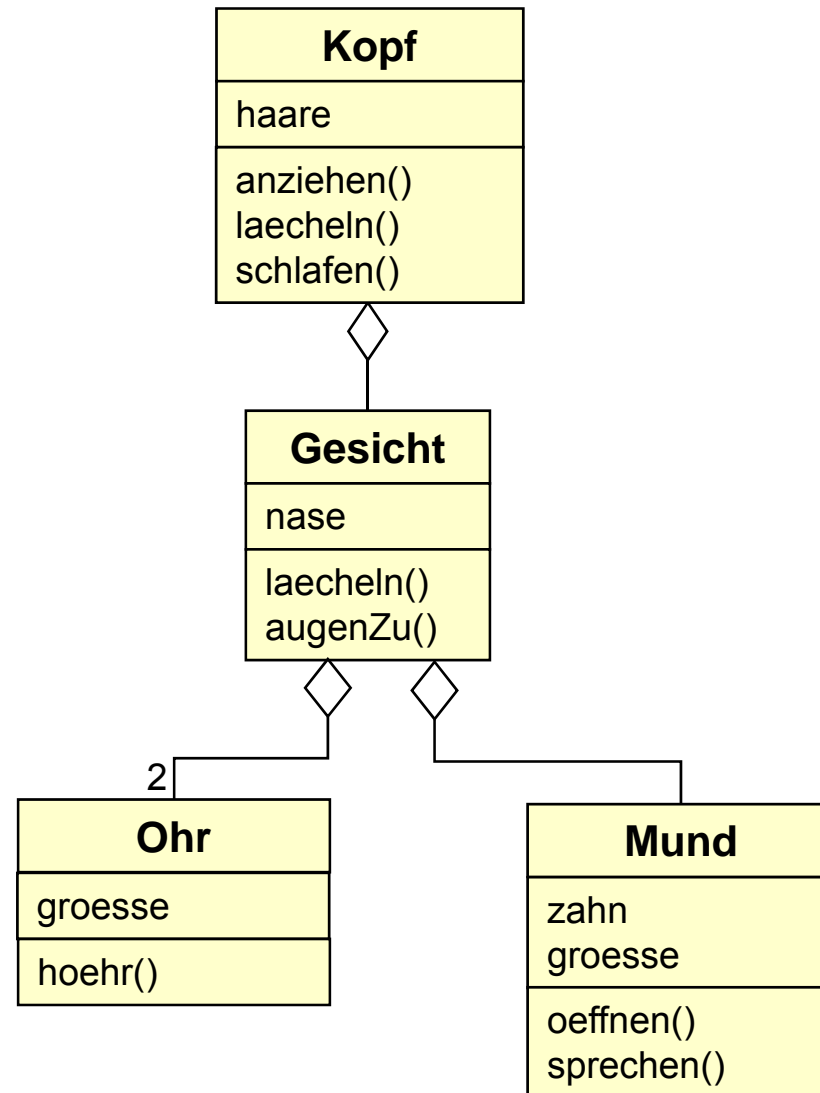 Kopf
haare
anziehen()
laecheln()
schlafen()
Gesicht
nase
laecheln()
augenZu()
2
Ohr
groesse
hoehr()
Mund
zahn
groesse
oeffnen()
sprechen()